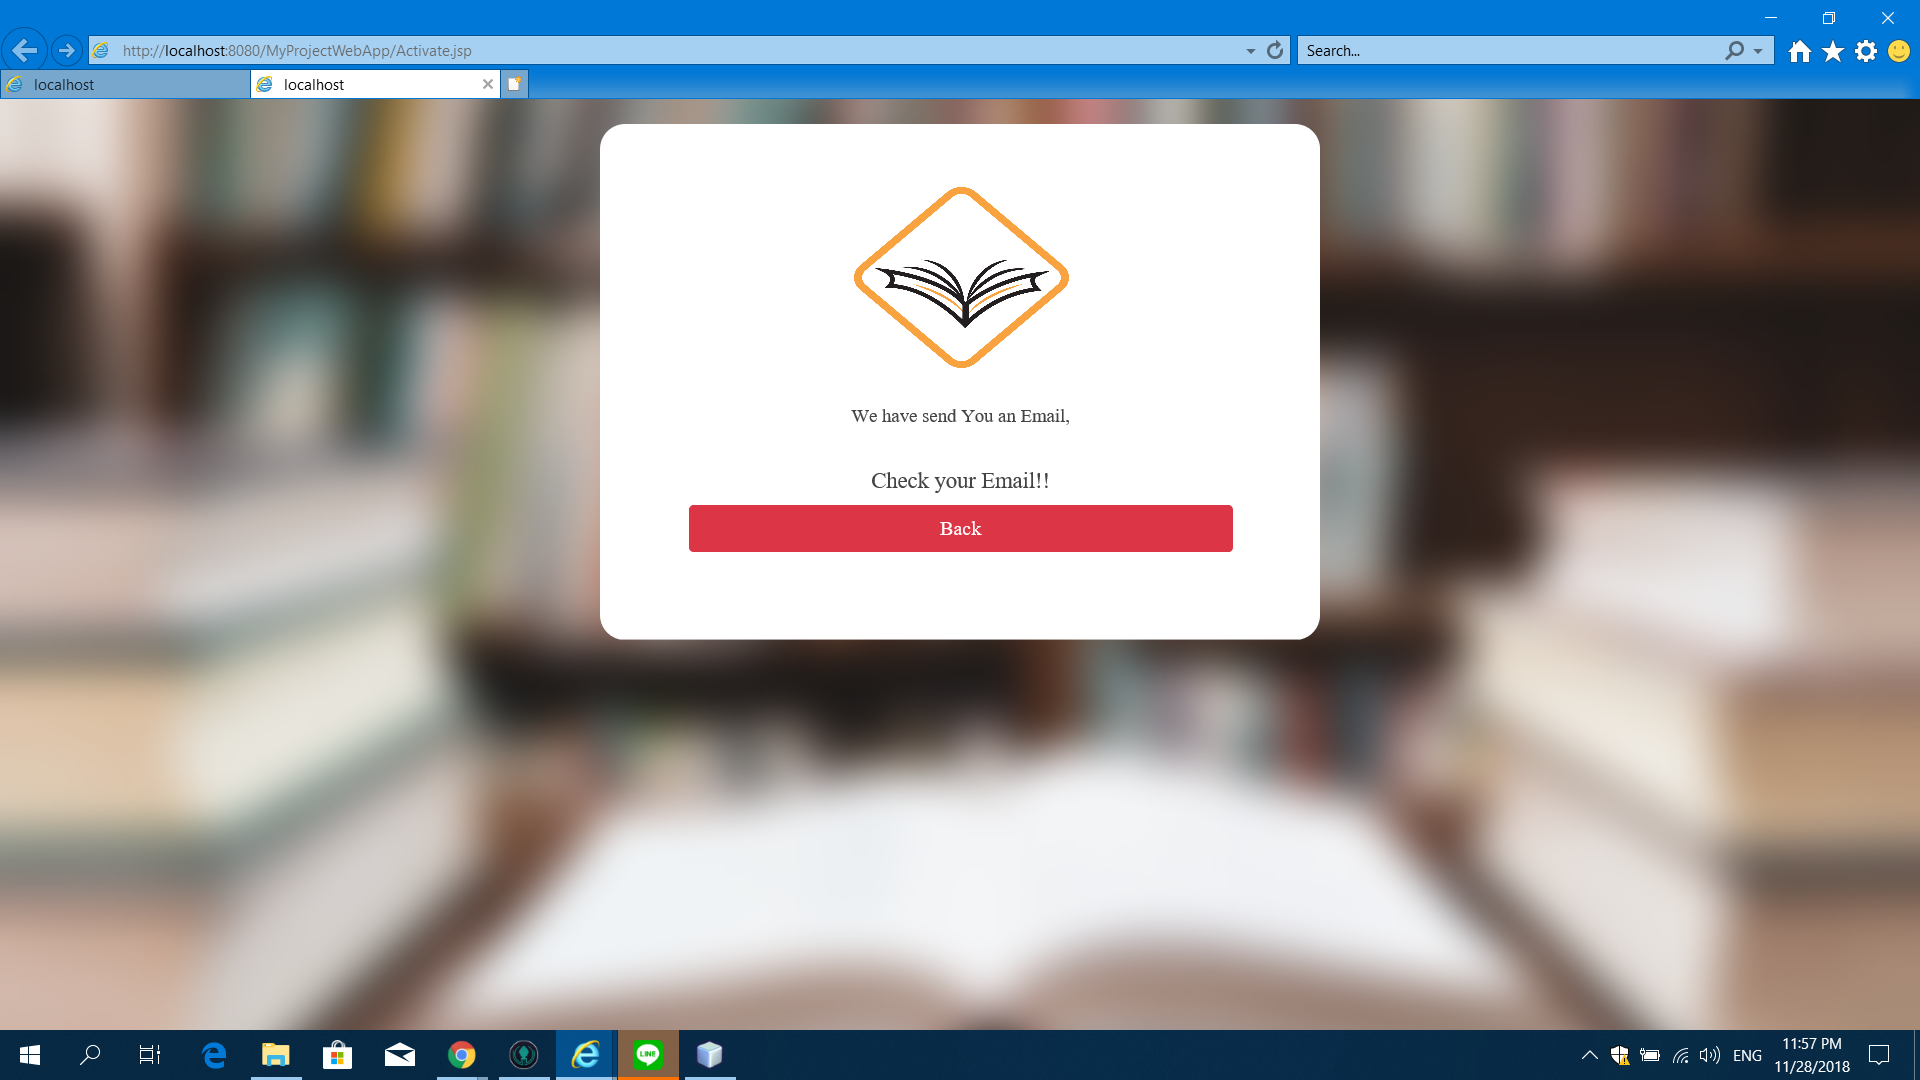 http://localhost:8080/MyProjectWebApp/Activate.jsp
Search...
localhost
localhost
We have send You an Email,
Check your Email!!
Back
LINE
ENG
11:57 PM
11/28/2018